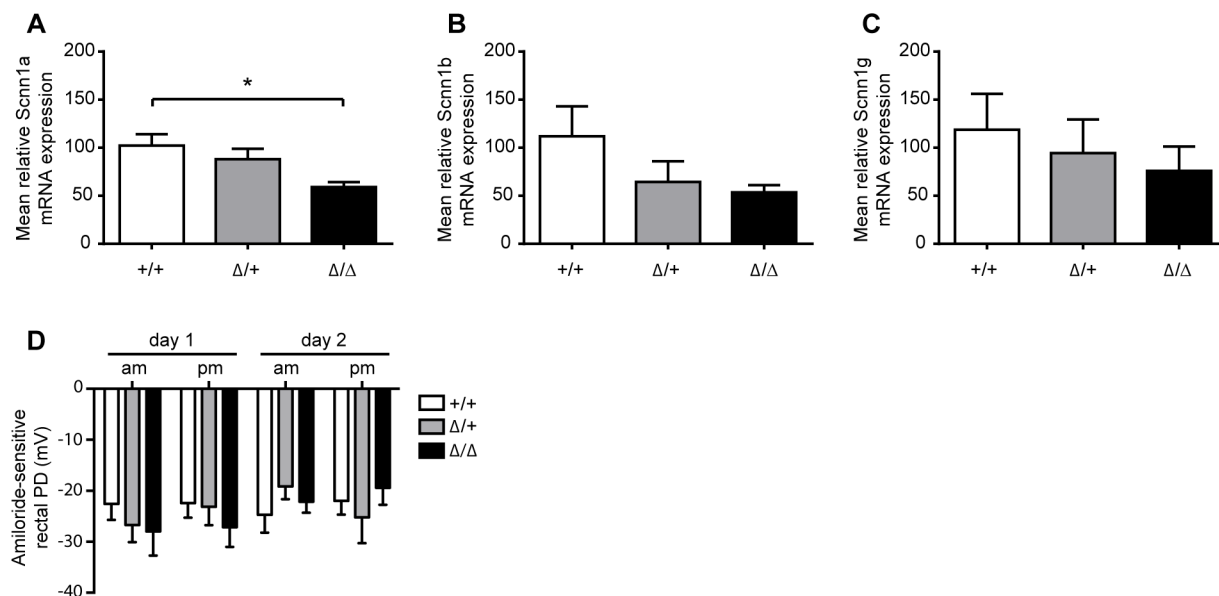 A
Mean relative Scnn1a
mRNA expression
200
150
100
50
0
*
+/+
Δ/+
Δ/Δ
B
Mean relative Scnn1b
mRNA expression
200
150
100
50
0
+/+
Δ/+
Δ/Δ
C
Mean relative Scnn1g
mRNA expression
200
150
100
50
0
+/+
Δ/+
Δ/Δ
D
day 1
day 2
am
pm
am
pm
Amiloride-sensitive
rectal PD (mV)
0
-10
-20
-30
-40
+/+
Δ/+
Δ/Δ